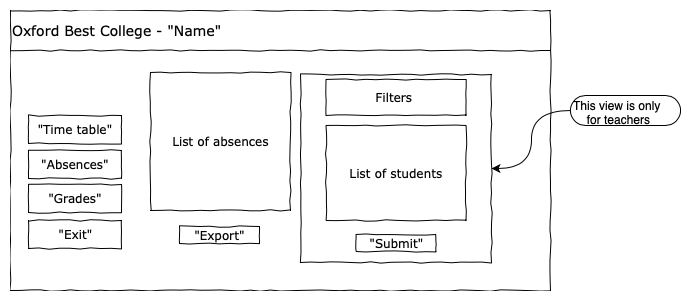 Oxford Best College - "Name"
"Time table"
"Absences"
"Grades"
"Exit"
List of absences
"Export"
Filters
List of students
"Submit"
This view is only
for teachers